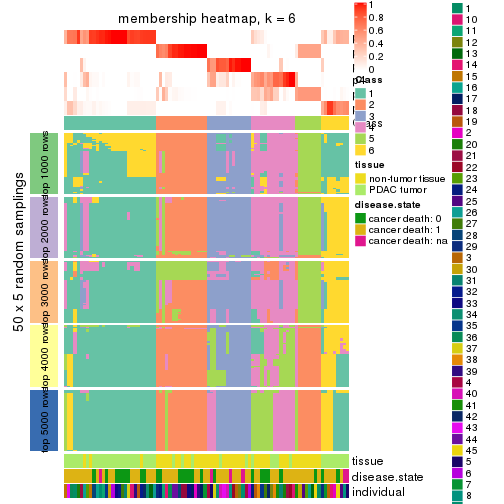 membership heatmap, k = 6
1
0.8
0.6
0.4
0.2
0
Class
1
2
3
4
5
6
tissue
non-tumor tissue
PDAC tumor
disease.state
cancer death: 0
cancer death: 1
cancer death: na
50 x 5 random samplings
top 1000 rows
top 2000 rows
top 3000 rows
top 4000 rows
top 5000 rows
Class
tissue
disease.state
individual
1
10
11
12
13
14
15
16
17
18
19
2
20
21
22
23
24
25
26
27
28
29
3
30
31
32
33
34
35
36
37
38
39
4
40
41
42
43
44
45
5
6
7
8